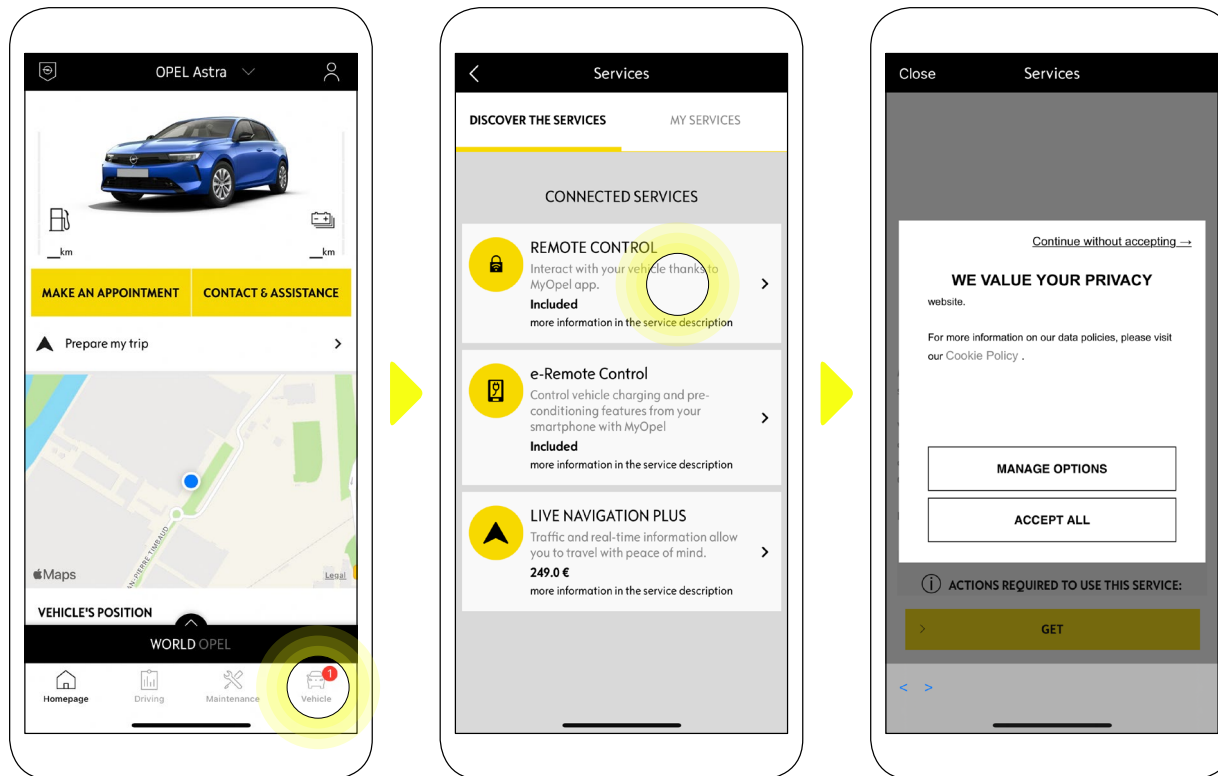 OPEL Astra
km
km
MAKE AN APPOINTMENT
CONTACT & ASSISTANCE
Prepare my trip
AN-PIERRE TIMBAUD
Maps
Legal
VEHICLE'S POSITION
WORLD OPEL
1
Homepage
Driving
Maintenance
Vehicle
Services
DISCOVER THE SERVICES
MY SERVICES
CONNECTED SERVICES
REMOTE CONTROL
Interact with your vehicle thanks to
MyOpel app.
Included
more information in the service description
e-Remote Control
Control vehicle charging and pre-
conditioning features from your
smartphone with MyOpel
Included
more information in the service description
LIVE NAVIGATION PLUS
Traffic and real-time information allow
you to travel with peace of mind.
249.0 €
more information in the service description
Close
Services
Continue without accepting →
WE VALUE YOUR PRIVACY
website.
For more information on our data policies, please visit
our Cookie Policy .
MANAGE OPTIONS
ACCEPT ALL
ACTIONS REQUIRED TO USE THIS SERVICE:
GET